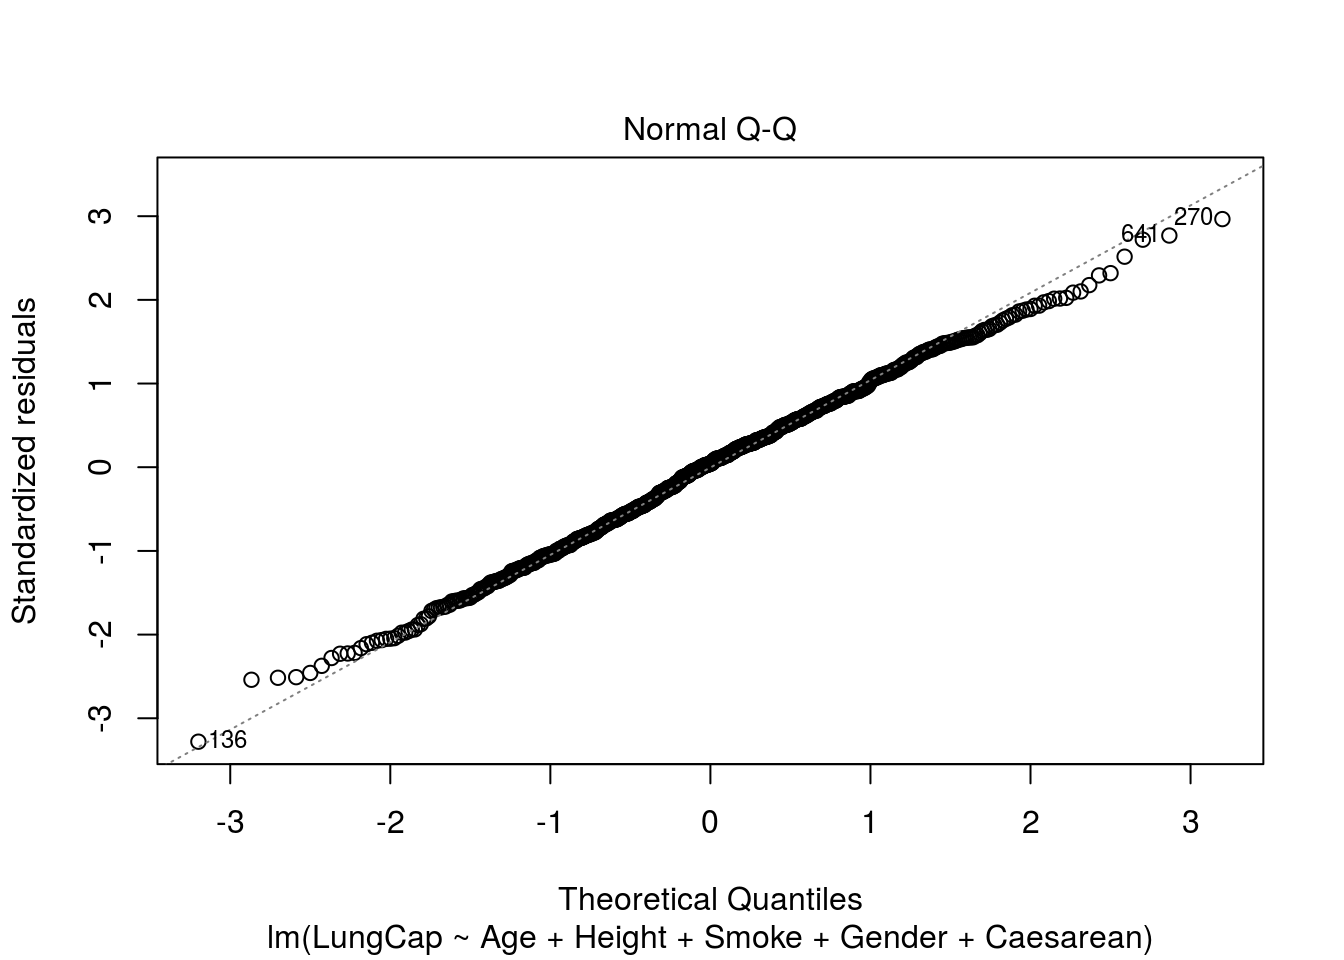 Normal Q-Q
Standardized residuals
3
2
1
0
-1
-2
-3
641
270
136
-3 -2 -1 0 1 2 3
Theoretical Quantiles
lm(LungCap ~ Age + Height + Smoke + Gender + Caesarean)